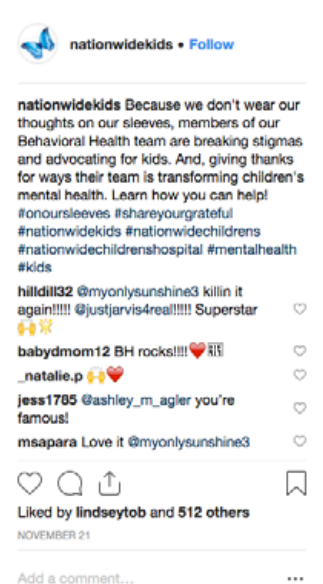 nationwidekids • Follow
nationwidekids Because we don't wear our
thoughts on our sleeves, members of our
Behavioral Health team are breaking stigmas
and advocating for kids. And, giving thanks
for ways their team is transforming children's
mental health. Learn how you can help!
#onoursleeves #shareyourgrateful
#nationwidekids #nationwidechildrens
#nationwidechildrenshospital #mentalhealth
#kids
hilldill32 @myonlysunshine3 killin it
again!!!!! @justjarvis4real!!!!! Superstar
🙌🌟
babydmom12 BH rocks!!!!❤️
_natalie.p 🙌❤️
jess1785 @ashley_m_agler you're
famous!
msapara Love it @myonlysunshine3
Liked by lindseytob and 512 others
NOVEMBER 21
Add a comment...